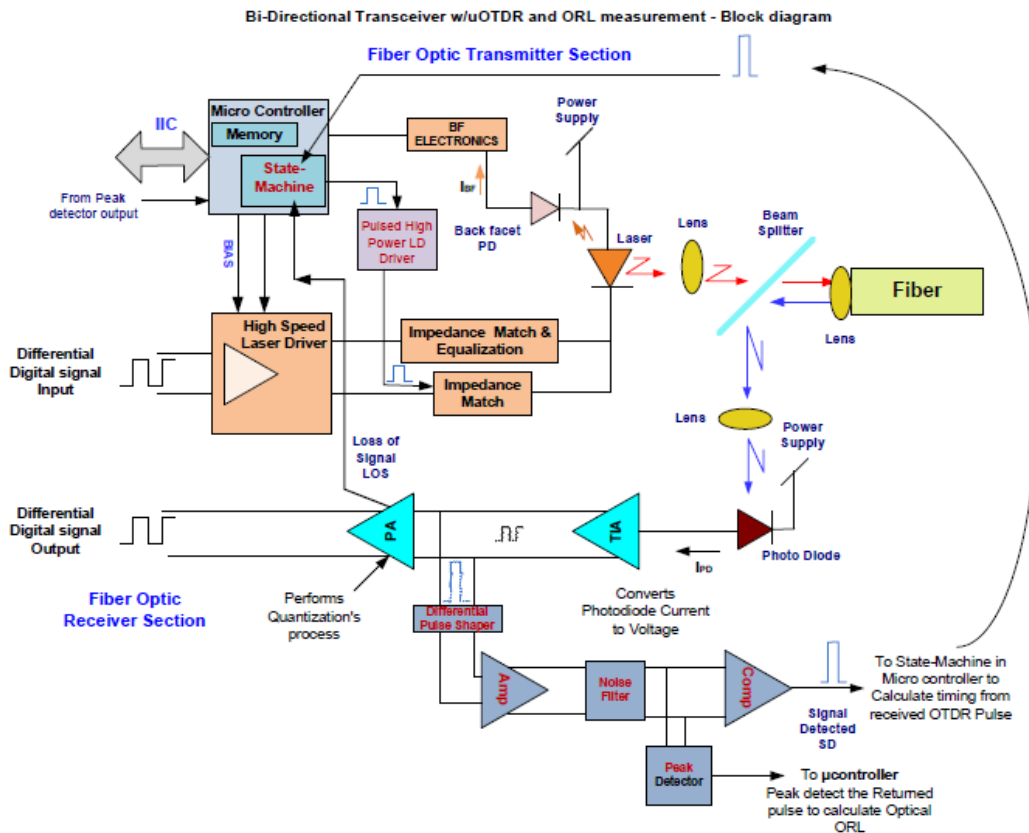 Bi-Directional Transceiver w/uOTDR and ORL measurement - Block diagram
Fiber Optic Transmitter Section
Micro Controller
Memory
State-
Machine
IIC
From Peak
detector output
BIAS
BF
ELECTRONICS
IBF
Power
Supply
Back facet
PD
Pulsed High
Power LD
Driver
Laser
Lens
Beam
Splitter
Fiber
Lens
High Speed
Laser Driver
Impedance Match &
Equalization
Impedance
Match
Differential
Digital signal
Input
Lens
Power
Supply
Loss of
Signal
LOS
Differential
Digital signal
Output
PA
TIA
IPD
Photo Diode
Fiber Optic
Receiver Section
Performs
Quantization's
process
Converts
Photodiode Current
to Voltage
Differential
Pulse Shaper
Amp
Noise
Filter
Comp
Signal
Detected
SD
To State-Machine in
Micro controller to
Calculate timing from
received OTDR Pulse
Peak
Detector
To µcontroller
Peak detect the Returned
pulse to calculate Optical
ORL